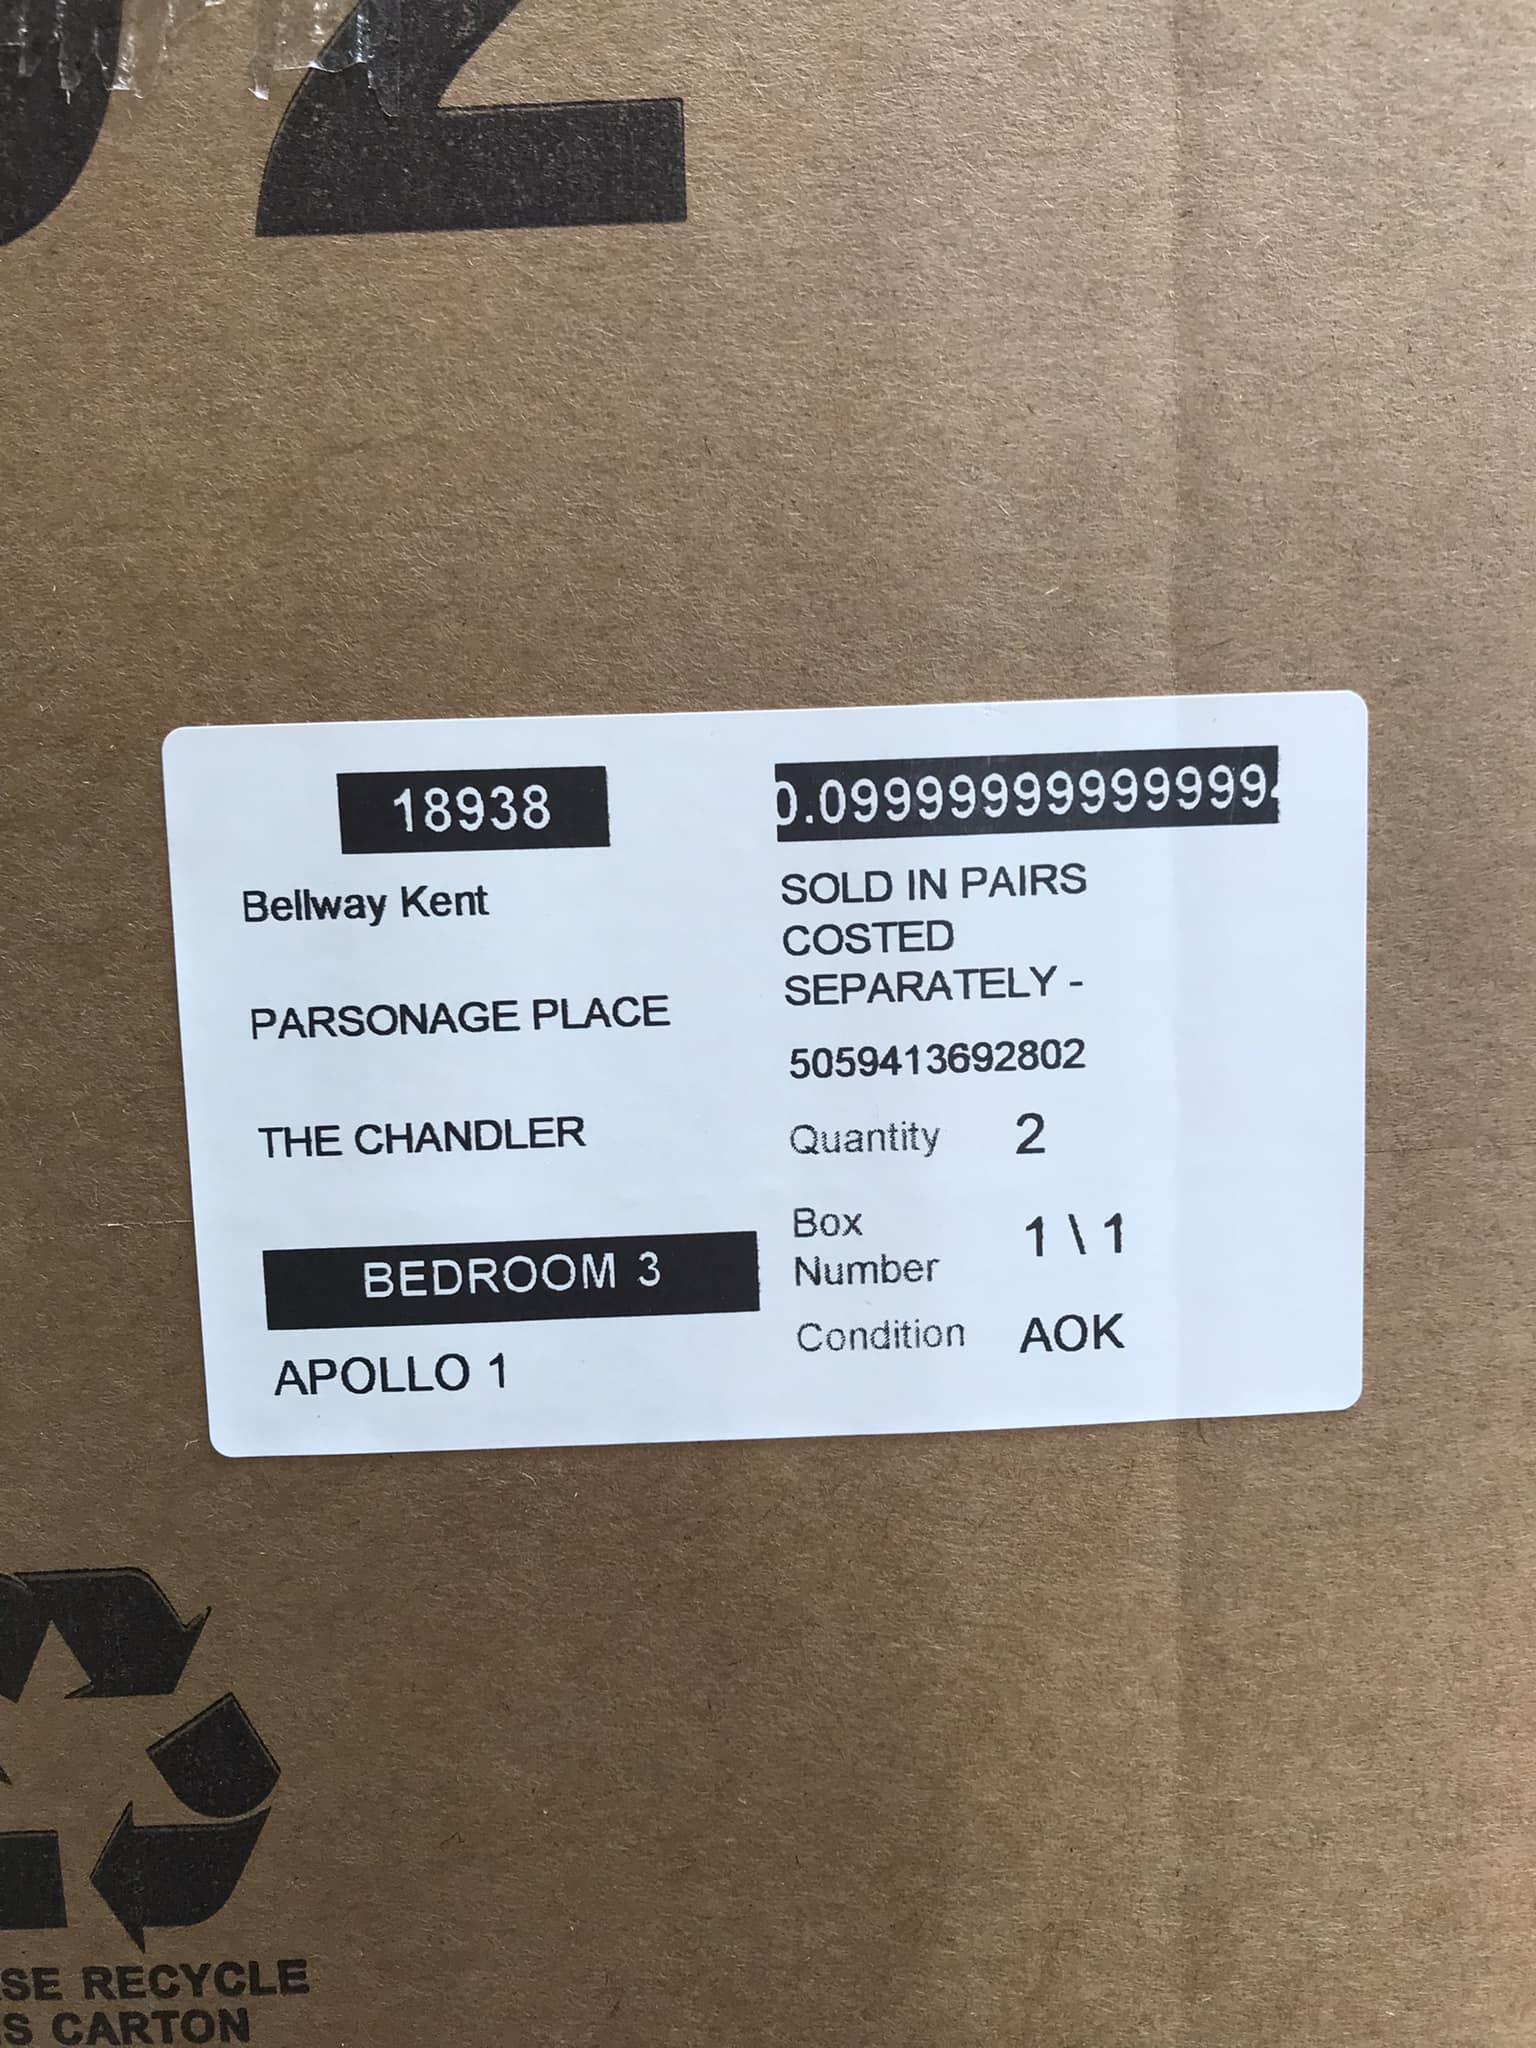 2
18938
Bellway Kent
PARSONAGE PLACE
THE CHANDLER
BEDROOM 3
APOLLO 1
0.09999999999999
SOLD IN PAIRS
COSTED
SEPARATELY -
5059413692802
Quantity 2
Box
Number 1 \ 1
Condition AOK
SE RECYCLE
S CARTON